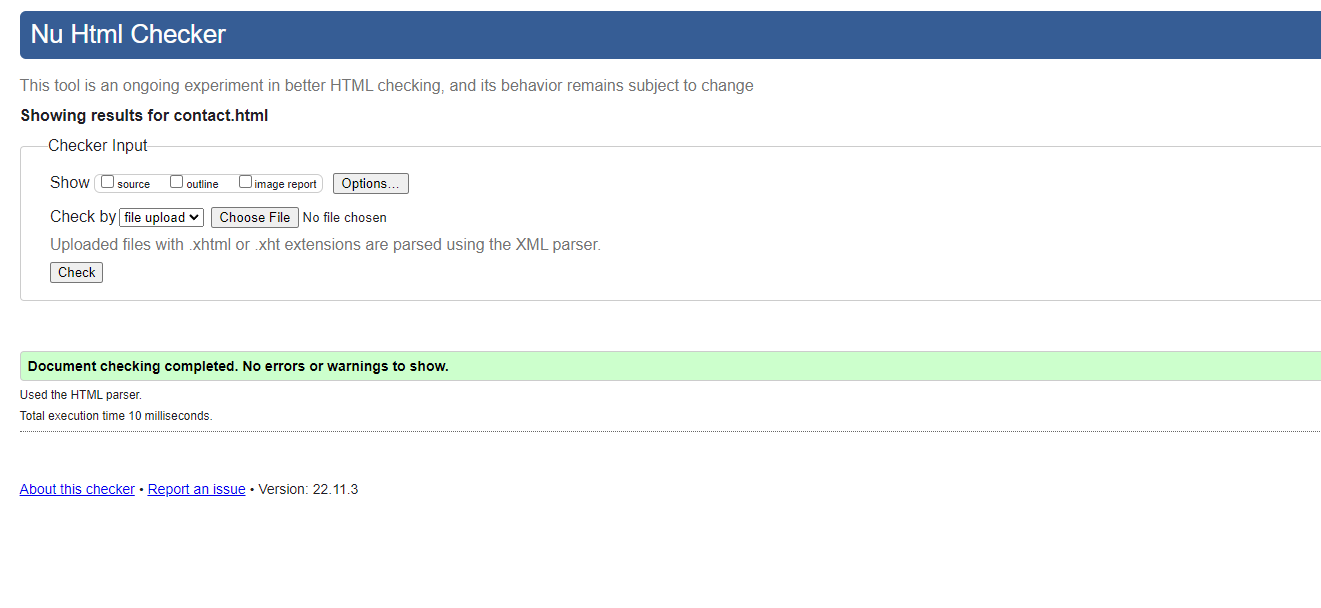 Nu Html Checker
This tool is an ongoing experiment in better HTML checking, and its behavior remains subject to change
Showing results for contact.html
Checker Input
Show source outline image report Options...
Check by file upload Choose File No file chosen
Uploaded files with .xhtml or .xht extensions are parsed using the XML parser.
Check
Document checking completed. No errors or warnings to show.
Used the HTML parser.
Total execution time 10 milliseconds.
About this checker • Report an issue • Version: 22.11.3